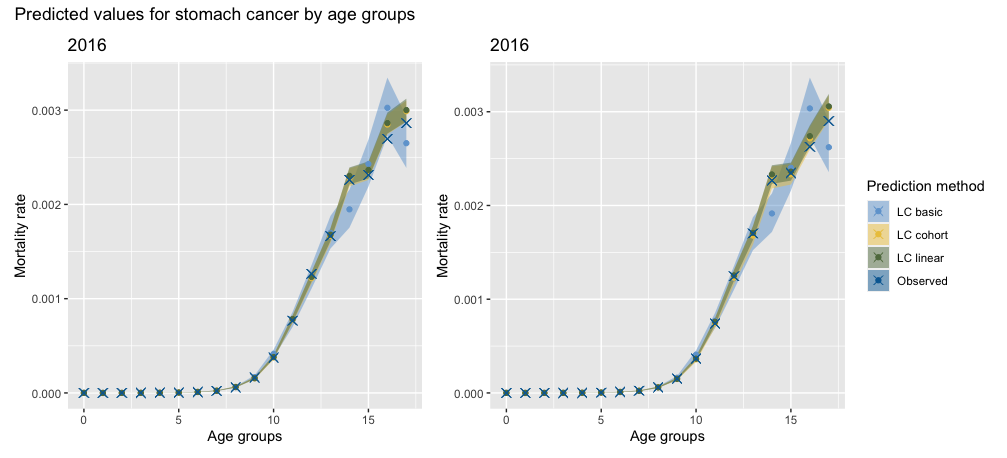 Predicted values for stomach cancer by age groups
2016
0.003
0.002
0.001
0.000
Mortality rate
0
5
10
15
Age groups
2016
0.003
0.002
0.001
0.000
Mortality rate
0
5
10
15
Age groups
Prediction method
LC basic
LC cohort
LC linear
Observed